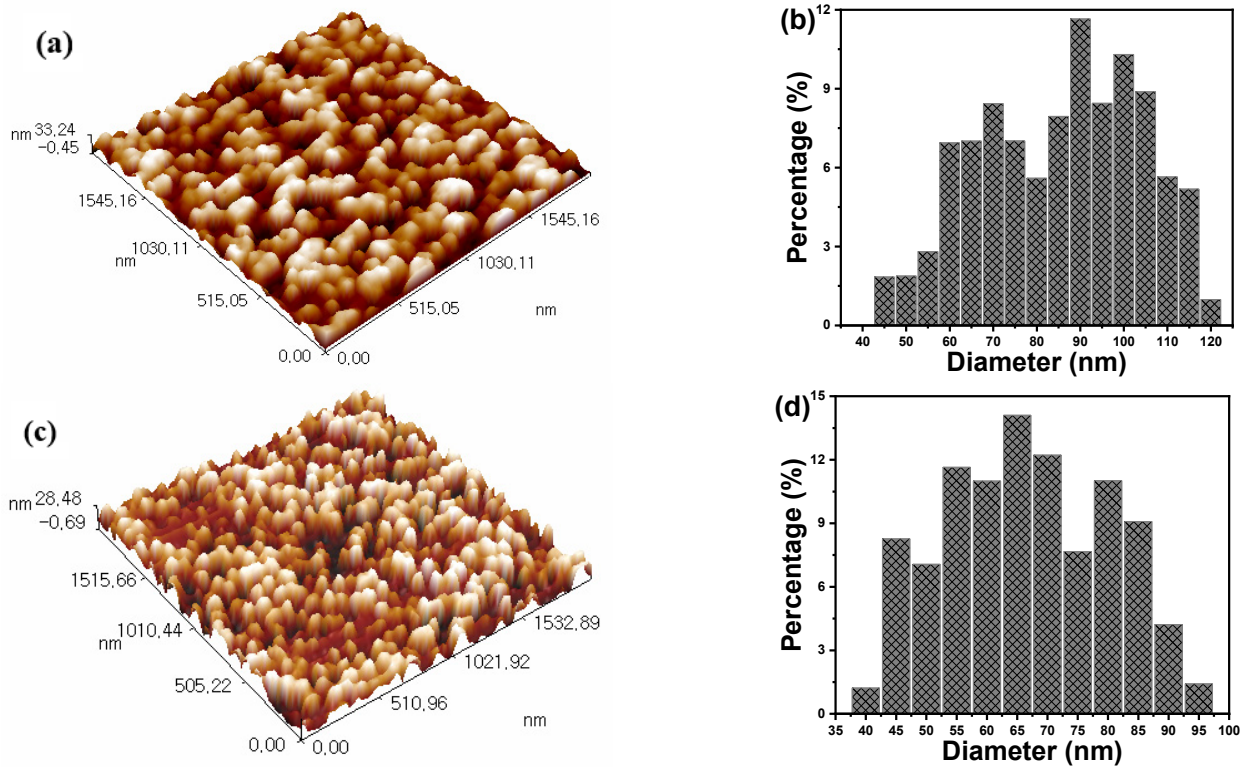 (a)
nm 33,24
-0,45
1545,16
1030,11
nm
515,05
0,00
0,00
515,05
nm
1030,11
1545,16
(b)
Percentage (%)
12
9
6
3
0
40 50 60 70 80 90 100 110 120
Diameter (nm)
(c)
nm 28,48
-0,69
1515,66
1010,44
nm
505,22
0,00
0,00
510,96
nm
1021,92
1532,89
(d)
Percentage (%)
15
12
9
6
3
0
35 40 45 50 55 60 65 70 75 80 85 90 95 100
Diameter (nm)